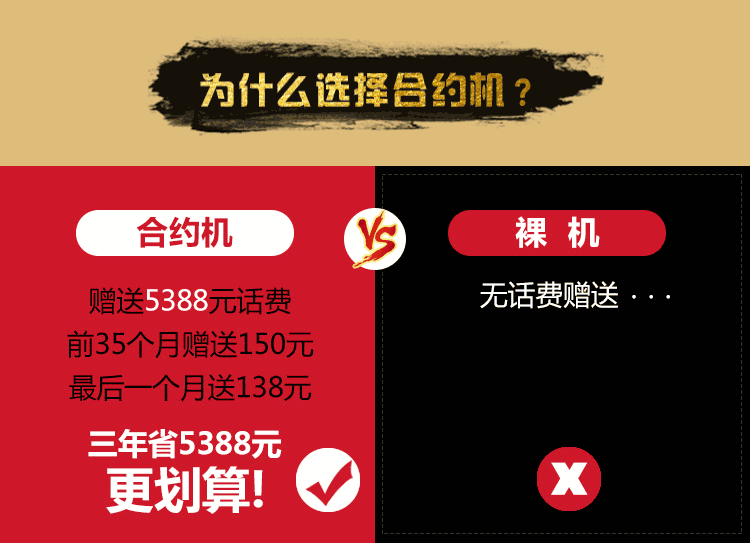 为什么选择合约机？
合约机
VS
裸 机
赠送5388元话费
前35个月赠送150元
最后一个月送138元
三年省5388元
更划算!
无话费赠送 · · ·
X